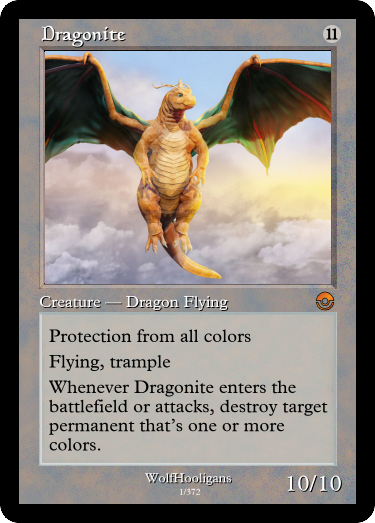 Dragonite 11
Creature — Dragon Flying
Protection from all colors
Flying, trample
Whenever Dragonite enters the
battlefield or attacks, destroy target
permanent that's one or more
colors.
WolfHooligans
1/372
10/10